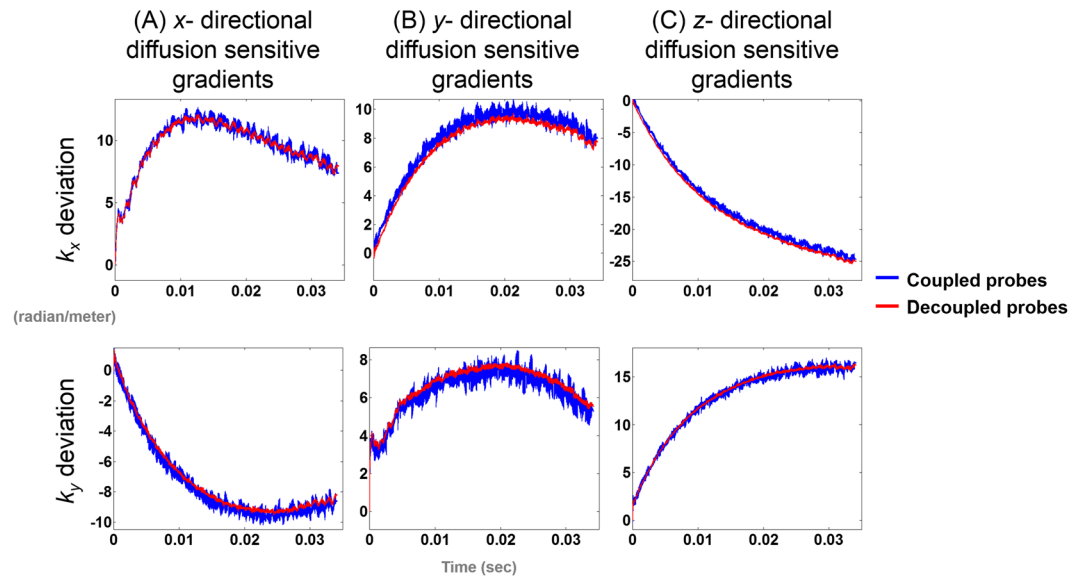 (A) x- directional
diffusion sensitive
gradients
(B) y- directional
diffusion sensitive
gradients
(C) z- directional
diffusion sensitive
gradients
kx deviation
10
5
0
0 0.01 0.02 0.03
10
8
6
4
2
0
0 0.01 0.02 0.03
0
-5
-10
-15
-20
-25
0 0.01 0.02 0.03
Coupled probes
Decoupled probes
(radian/meter)
ky deviation
0
-2
-4
-6
-8
-10
0 0.01 0.02 0.03
8
6
4
2
0
0 0.01 0.02 0.03
15
10
5
0
0 0.01 0.02 0.03
Time (sec)